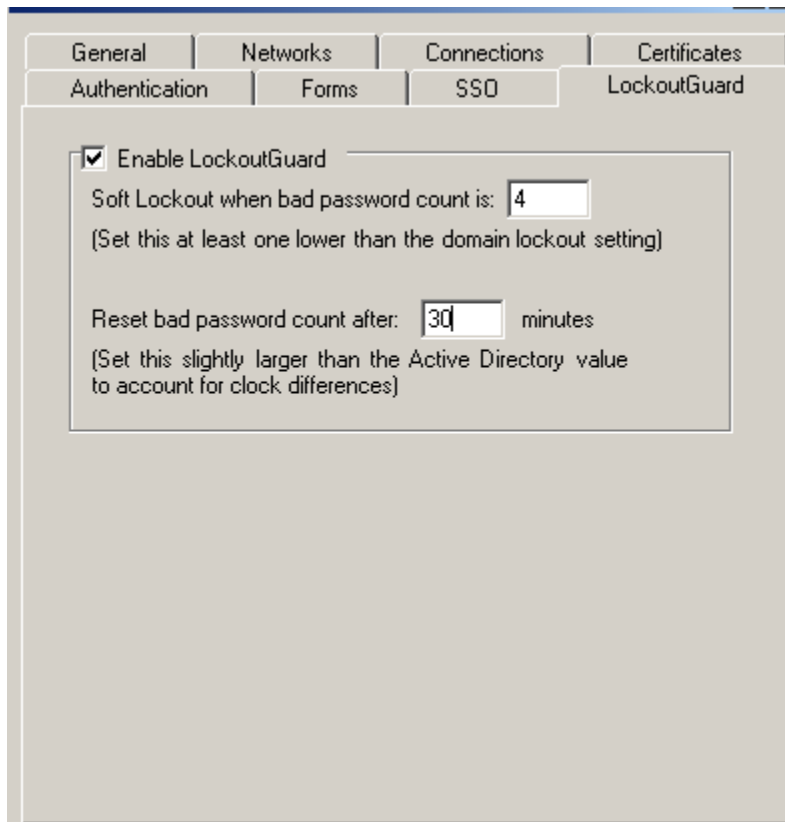 General Networks Connections Certificates
Authentication Forms SSO LockoutGuard
Enable LockoutGuard
Soft Lockout when bad password count is: 4
(Set this at least one lower than the domain lockout setting)
Reset bad password count after: 30 minutes
(Set this slightly larger than the Active Directory value
to account for clock differences)